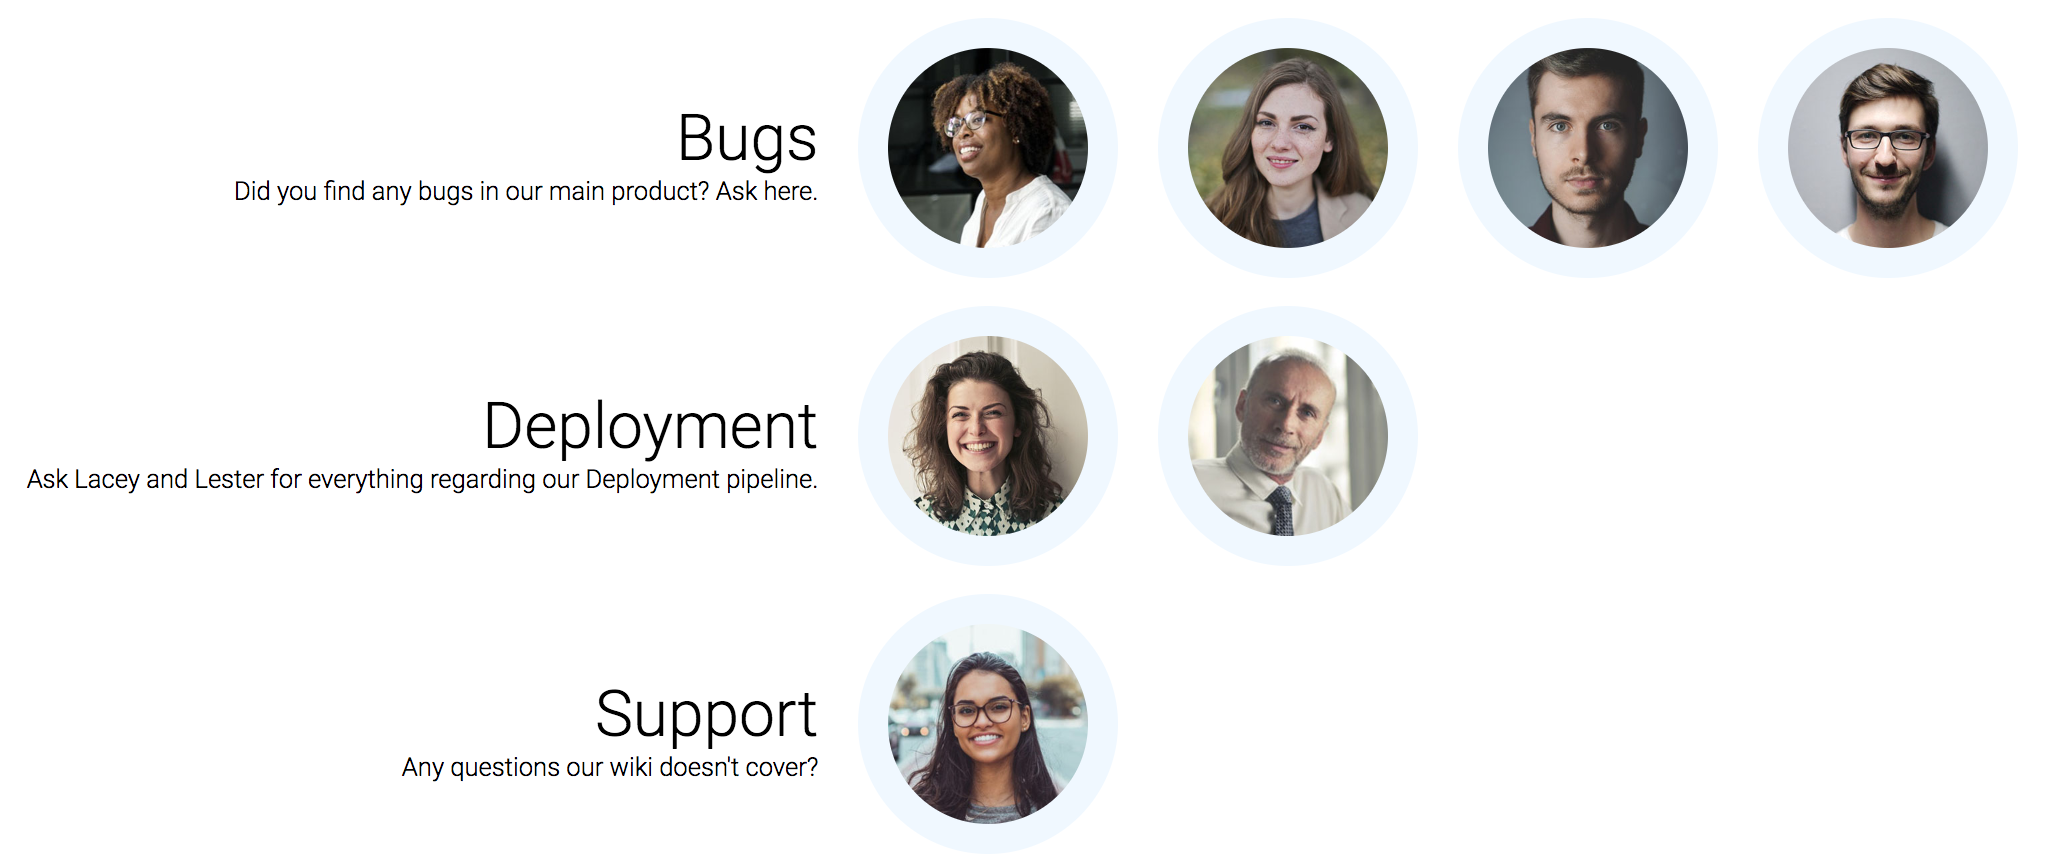 Bugs
Did you find any bugs in our main product? Ask here.
Deployment
Ask Lacey and Lester for everything regarding our Deployment pipeline.
Support
Any questions our wiki doesn't cover?